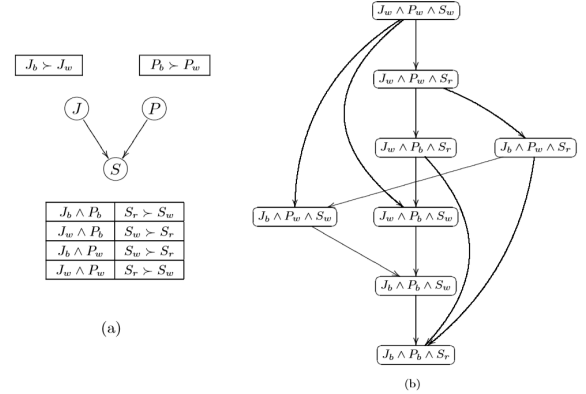 J_b ≻ J_w
P_b ≻ P_w
J
P
S
J_b ∧ P_b S_r ≻ S_w
J_w ∧ P_b S_w ≻ S_r
J_b ∧ P_w S_w ≻ S_r
J_w ∧ P_w S_r ≻ S_w
(a)
J_w ∧ P_w ∧ S_w
J_w ∧ P_w ∧ S_r
J_w ∧ P_b ∧ S_r
J_b ∧ P_w ∧ S_r
J_b ∧ P_w ∧ S_w
J_w ∧ P_b ∧ S_w
J_b ∧ P_b ∧ S_w
J_b ∧ P_b ∧ S_r
(b)